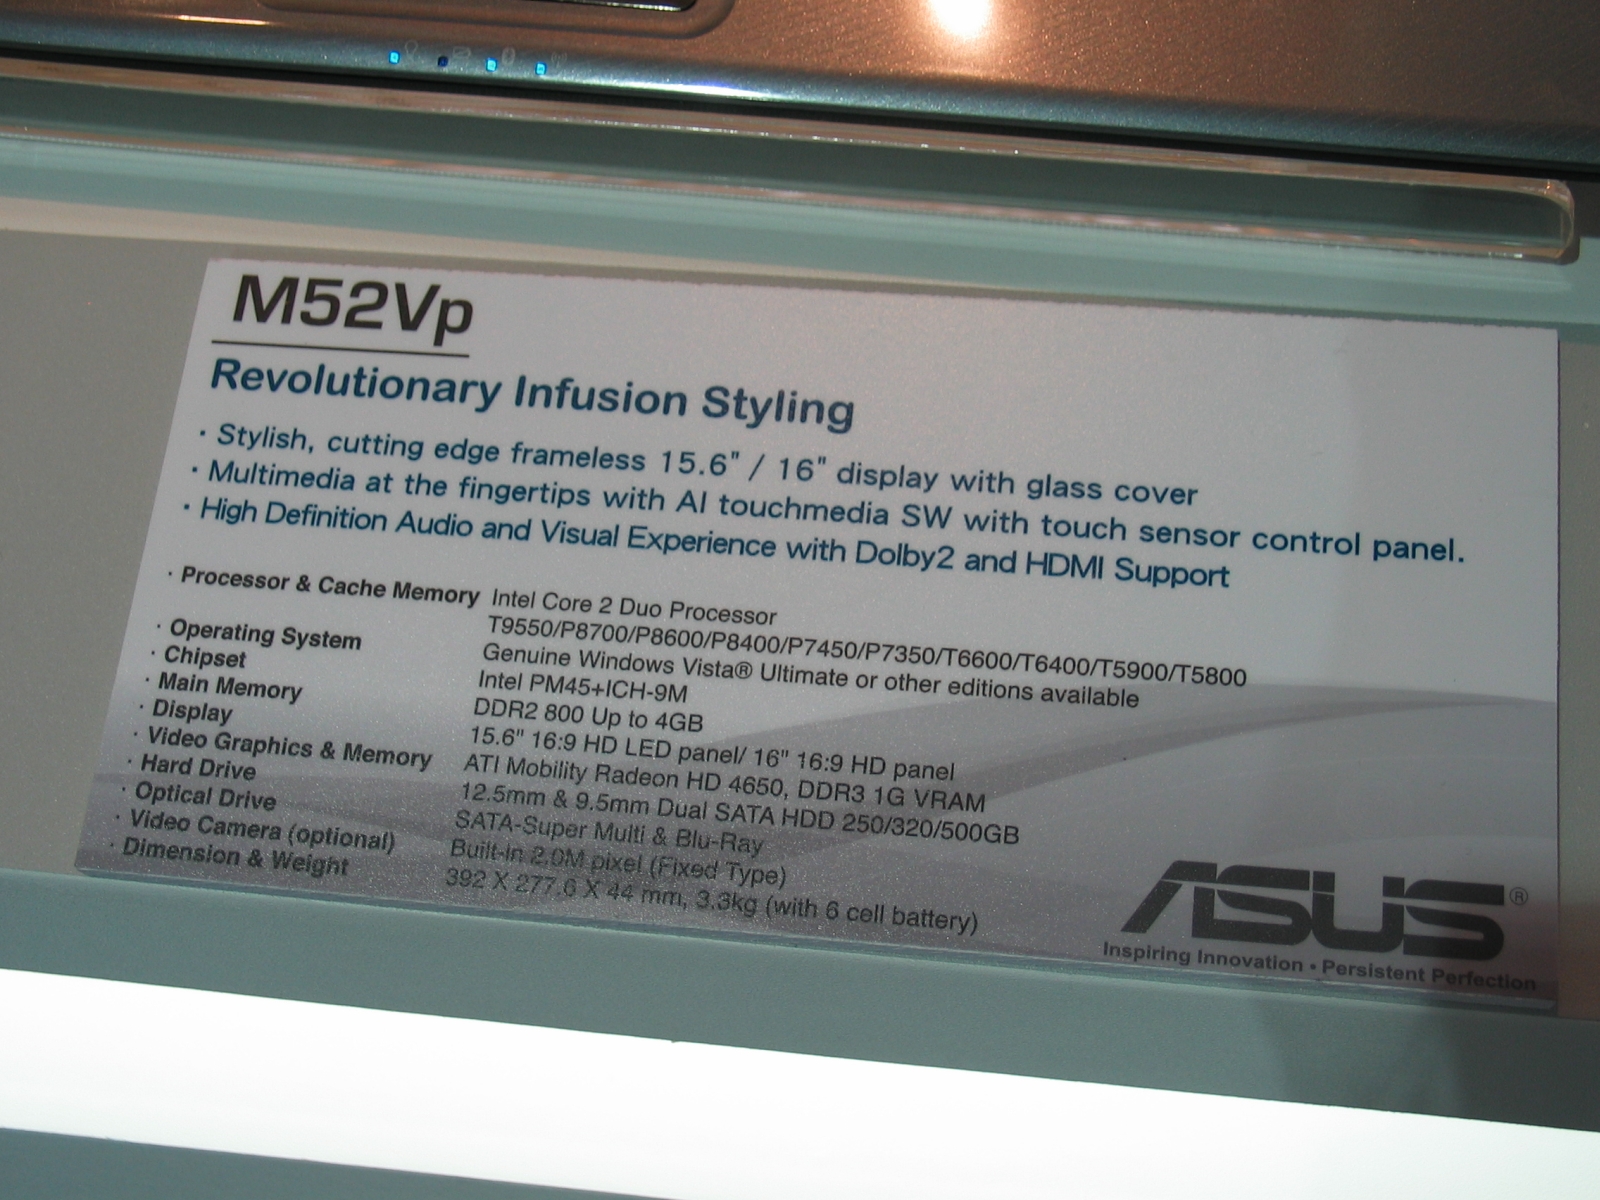 M52Vp
Revolutionary Infusion Styling
· Stylish, cutting edge frameless 15.6" / 16" display with glass cover
· Multimedia at the fingertips with AI touchmedia SW with touch sensor control panel.
· High Definition Audio and Visual Experience with Dolby2 and HDMI Support
· Processor & Cache Memory Intel Core 2 Duo Processor
T9550/P8700/P8600/P8400/P7450/P7350/T6600/T6400/T5900/T5800
· Operating System Genuine Windows Vista® Ultimate or other editions available
· Chipset Intel PM45+ICH-9M
· Main Memory DDR2 800 Up to 4GB
· Display 15.6" 16:9 HD LED panel/ 16" 16:9 HD panel
· Video Graphics & Memory ATI Mobility Radeon HD 4650, DDR3 1G VRAM
· Hard Drive 12.5mm & 9.5mm Dual SATA HDD 250/320/500GB
· Optical Drive SATA-Super Multi & Blu-Ray
· Video Camera (optional) Built-in 2.0M pixel (Fixed Type)
· Dimension & Weight 392 X 277.6 X 44 mm, 3.3kg (with 6 cell battery)
ASUS®
Inspiring Innovation • Persistent Perfection